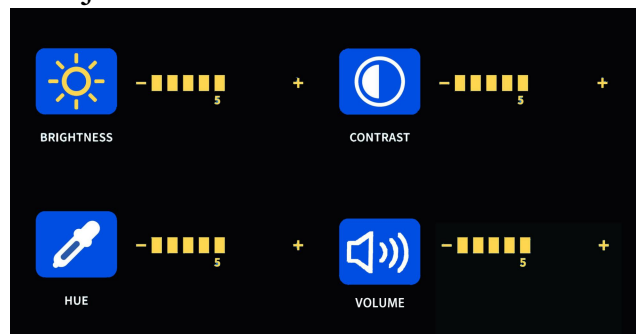 - 5 +
BRIGHTNESS
- 5 +
CONTRAST
- 5 +
HUE
- 5 +
VOLUME